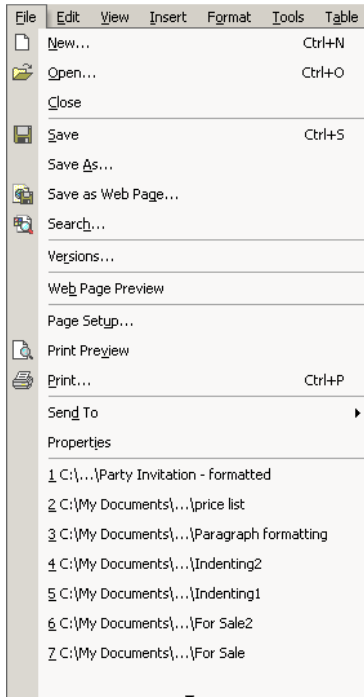 File Edit View Insert Format Tools Table
New... Ctrl+N
Open... Ctrl+O
Close
Save Ctrl+S
Save As...
Save as Web Page...
Search...
Versions...
Web Page Preview
Page Setup...
Print Preview
Print... Ctrl+P
Send To
Properties
1 C:\...\Party Invitation - formatted
2 C:\My Documents\...\price list
3 C:\My Documents\...\Paragraph formatting
4 C:\My Documents\...\Indenting2
5 C:\My Documents\...\Indenting1
6 C:\My Documents\...\For Sale2
7 C:\My Documents\...\For Sale